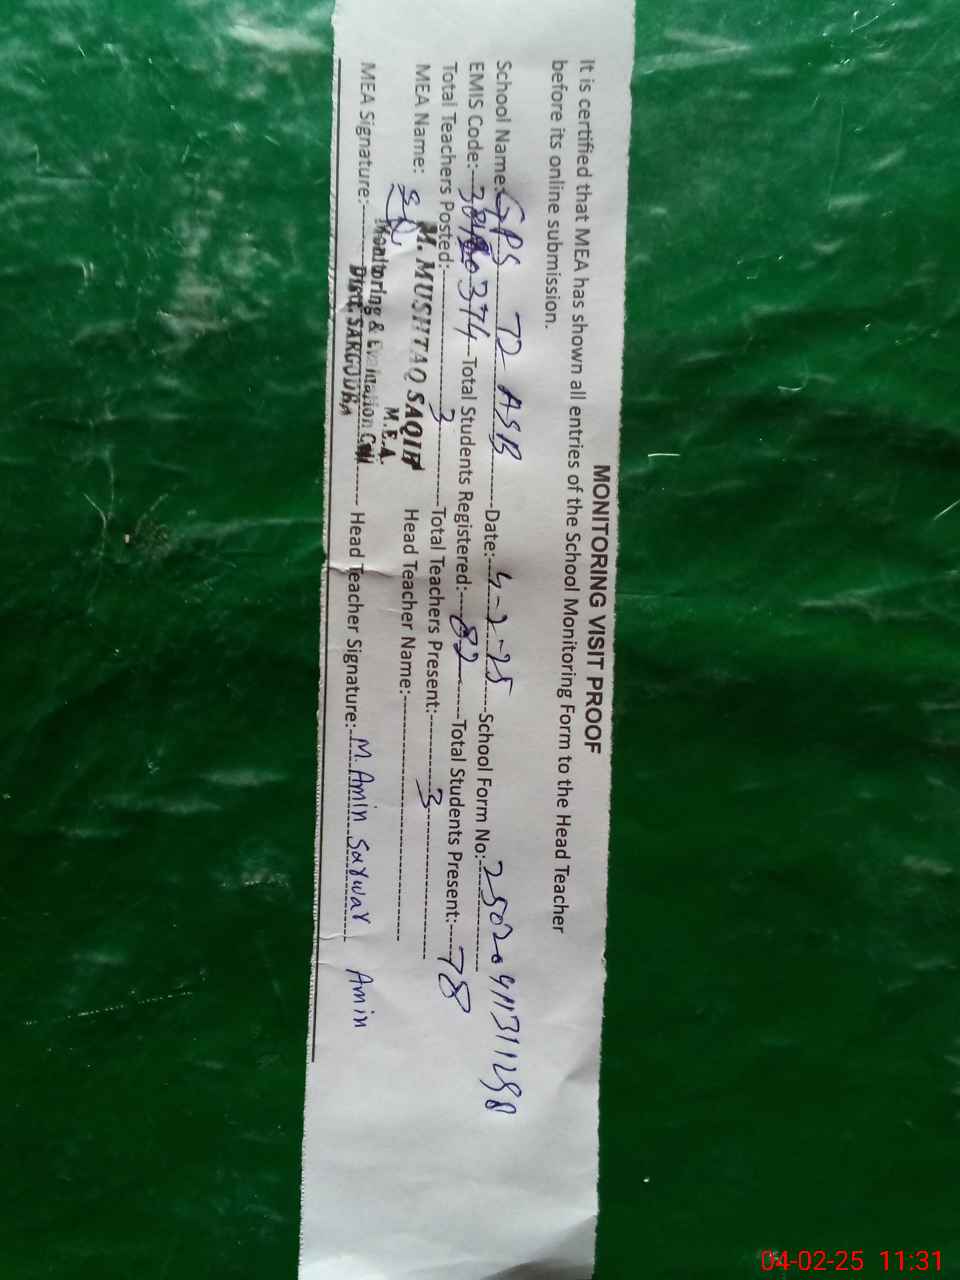 MONITORING VISIT PROOF
It is certified that MEA has shown all entries of the School Monitoring Form to the Head Teacher
before its online submission.
School Name: GPS 72 ASB Date: 4-2-25 School Form No:
EMIS Code: Total Students Registered: 82 Total Students Present: 78
Total Teachers Posted: 3 Total Teachers Present: 3
MEA Name: M. MUSHTAQ SAQIB Head Teacher Name:
M.E.A.
Monitoring & Evaluation Cell
MEA Signature: Head Teacher Signature: M. Amin Sarwar Amin
Distt. SARGODHA
04-02-25 11:31